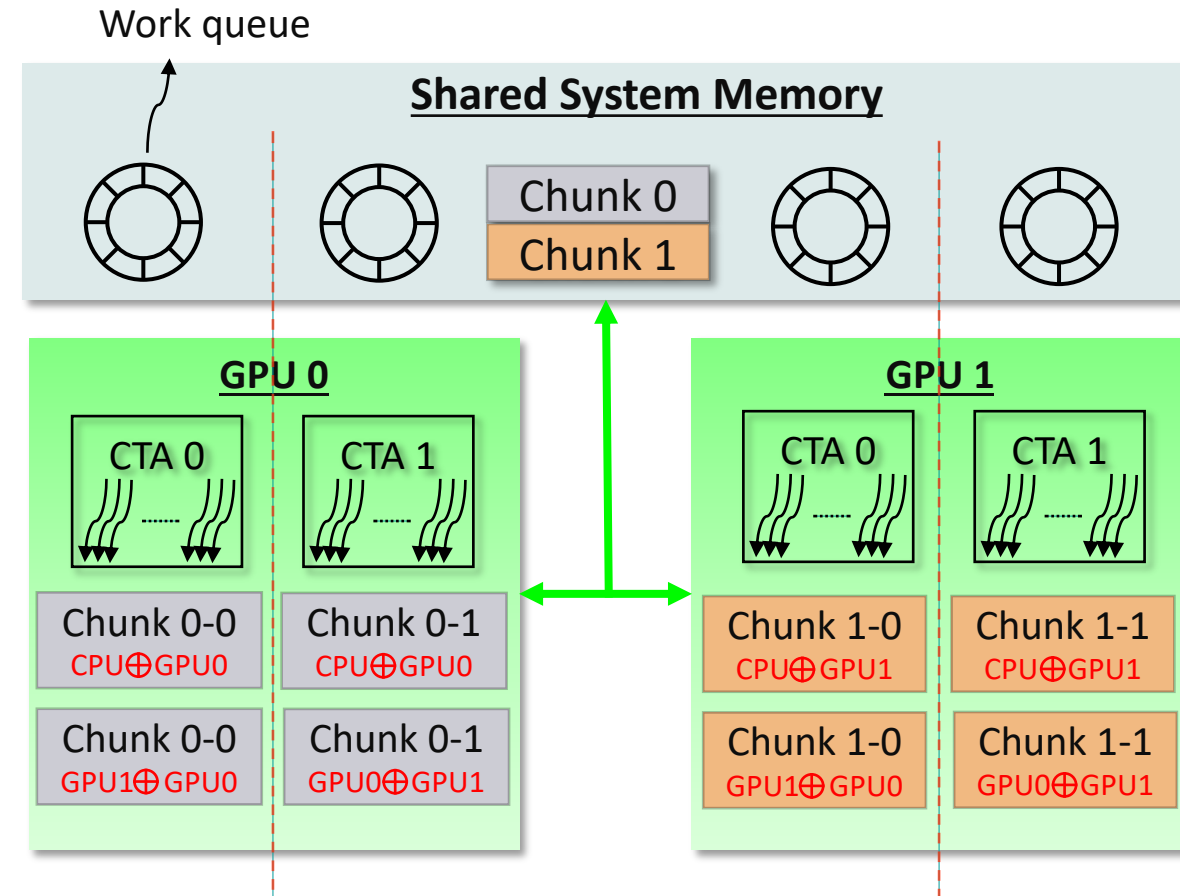 Work queue
Shared System Memory
Chunk 0
Chunk 1
GPU 0
CTA 0
CTA 1
Chunk 0-0
CPU⊕GPU0
Chunk 0-1
CPU⊕GPU0
Chunk 0-0
GPU1⊕GPU0
Chunk 0-1
GPU0⊕GPU1
GPU 1
CTA 0
CTA 1
Chunk 1-0
CPU⊕GPU1
Chunk 1-1
CPU⊕GPU1
Chunk 1-0
GPU1⊕GPU0
Chunk 1-1
GPU0⊕GPU1